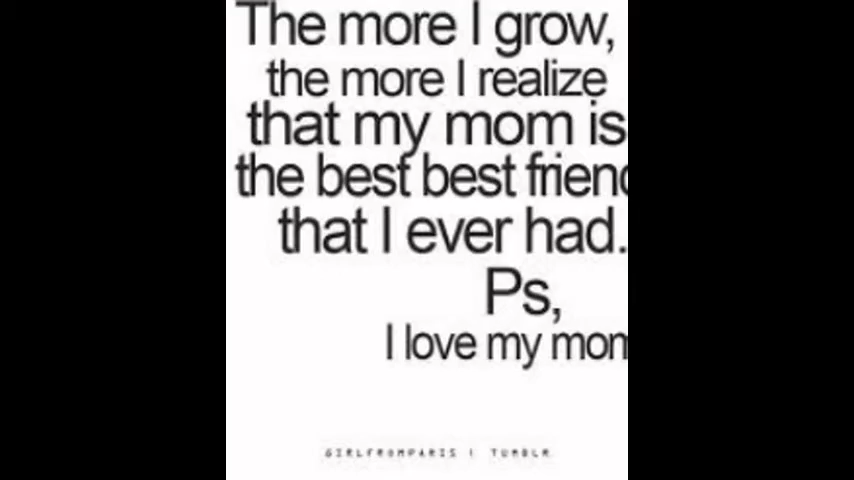 The more I grow,
the more I realize
that my mom is
the best best friend
that I ever had.
Ps,
I love my mom
GIRLFROMPARIS | TUMBLR